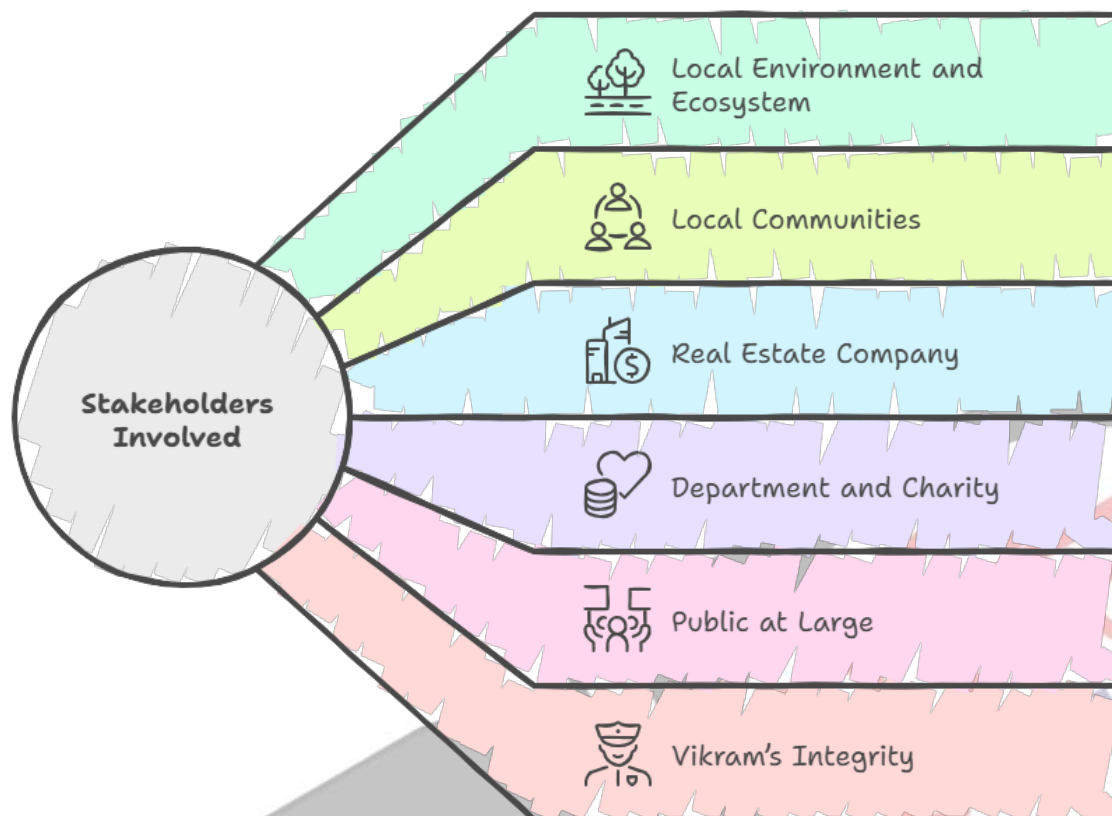 Stakeholders
Involved
Local Environment and
Ecosystem
Local Communities
Real Estate Company
Department and Charity
Public at Large
Vikram's Integrity